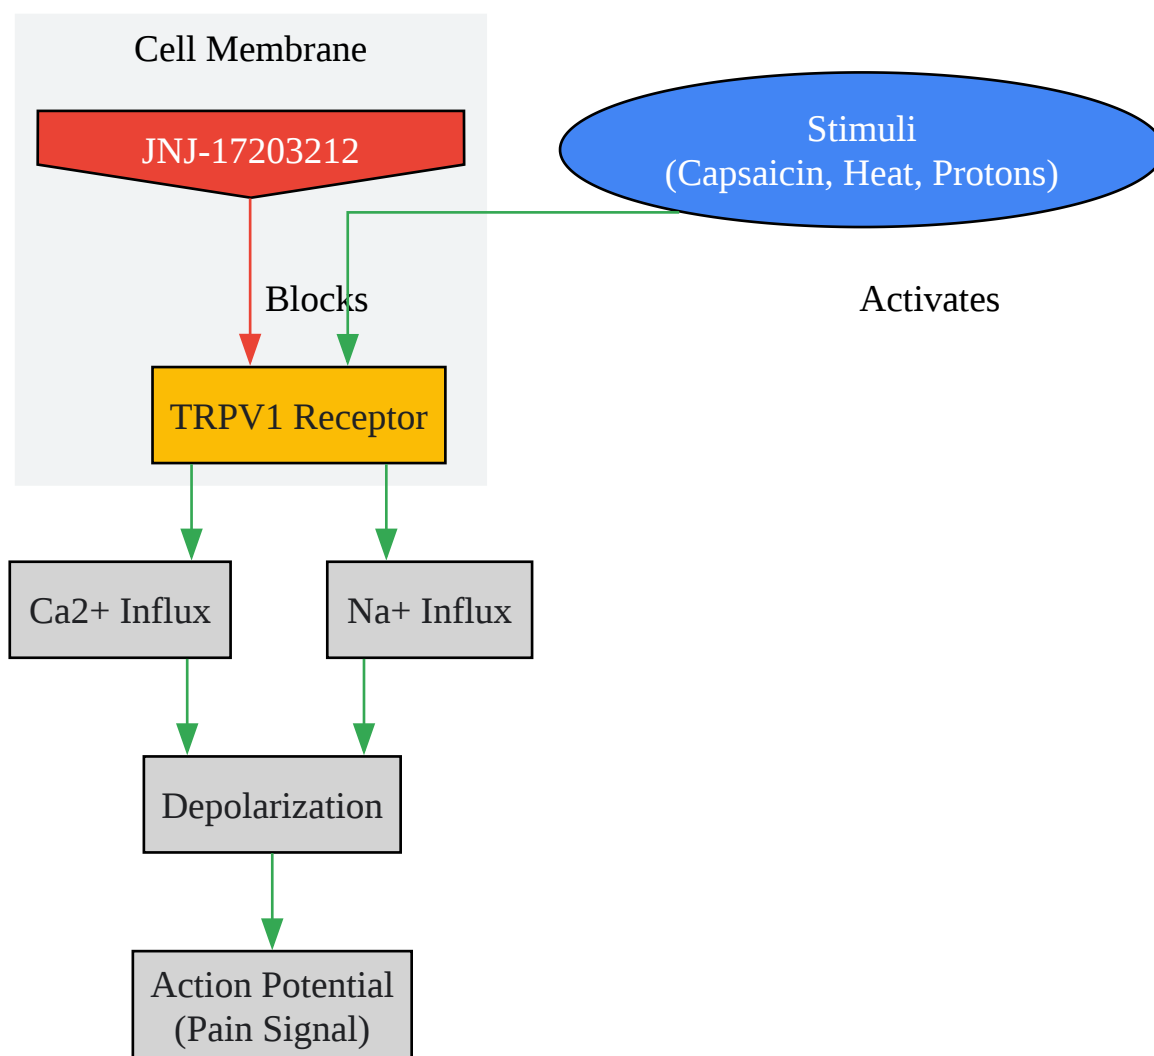 Cell Membrane
JNJ-17203212
Stimuli
(Capsaicin, Heat, Protons)
Blocks
Activates
TRPV1 Receptor
Ca2+ Influx
Na+ Influx
Depolarization
Action Potential
(Pain Signal)